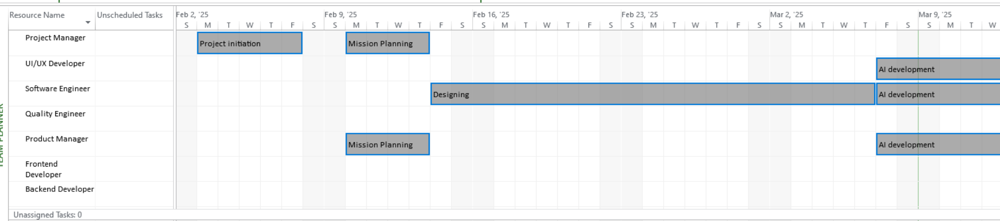 Resource Name Unscheduled Tasks Feb 2, '25 Feb 9, '25 Feb 16, '25 Feb 23, '25 Mar 2, '25 Mar 9, '25
S M T W T F S S M T W T F S S M T W T F S S M T W T F S S M T W T F S S M T W
Project Manager Project initiation Mission Planning
UI/UX Developer AI development
Software Engineer Designing AI development
Quality Engineer
Product Manager Mission Planning AI development
Frontend
Developer
Backend Developer
Unassigned Tasks: 0
TEAM PLANNER